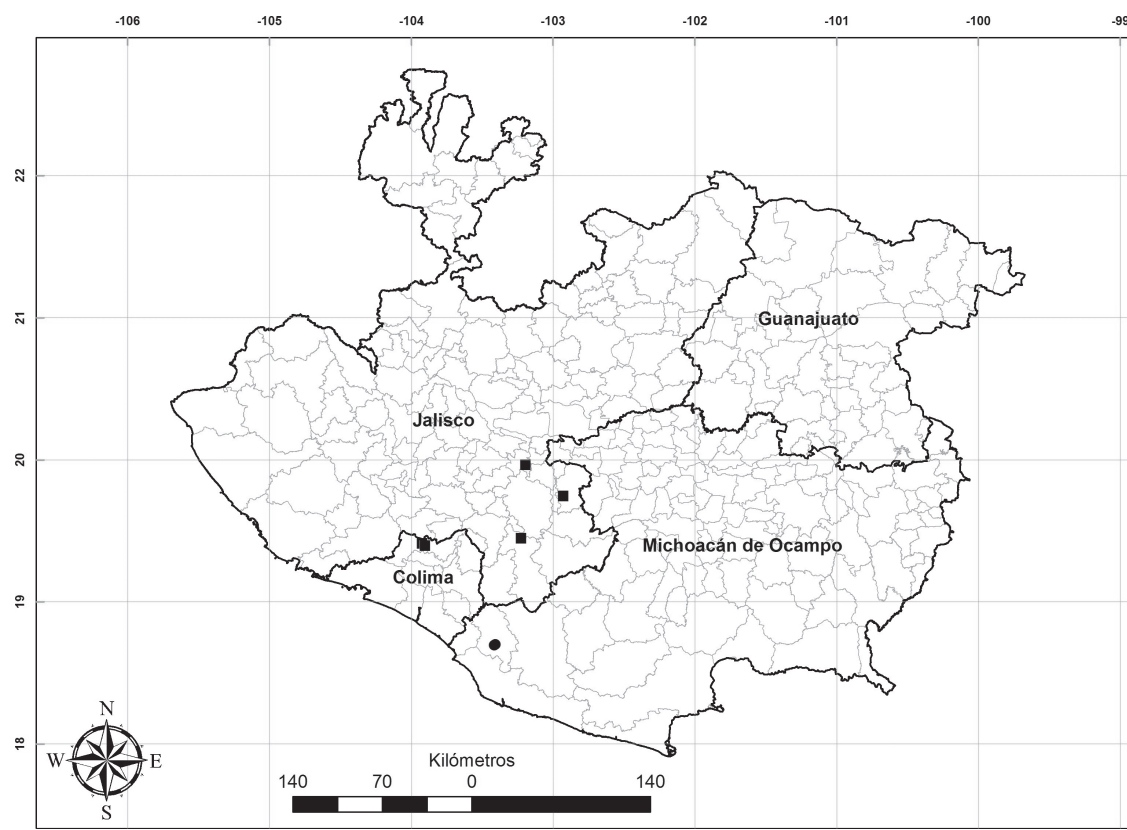 -106 -105 -104 -103 -102 -101 -100 -99
22
21
Guanajuato
Jalisco
20
Michoacán de Ocampo
Colima
19
18
N
W E
S
Kilómetros
140 70 0 140